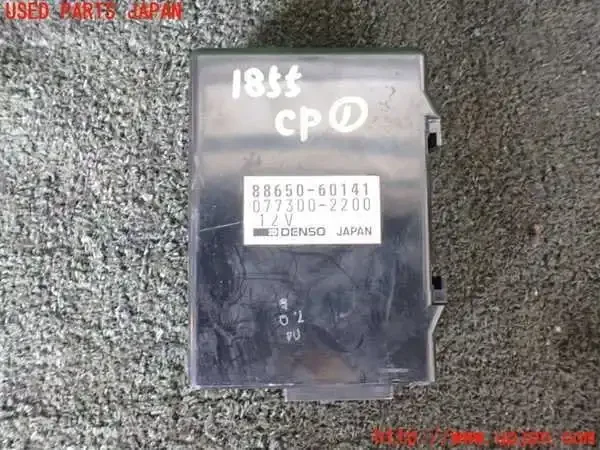 USED PARTS JAPAN
1855
CP①
88650-60141
077300-2200
12V
DENSO JAPAN